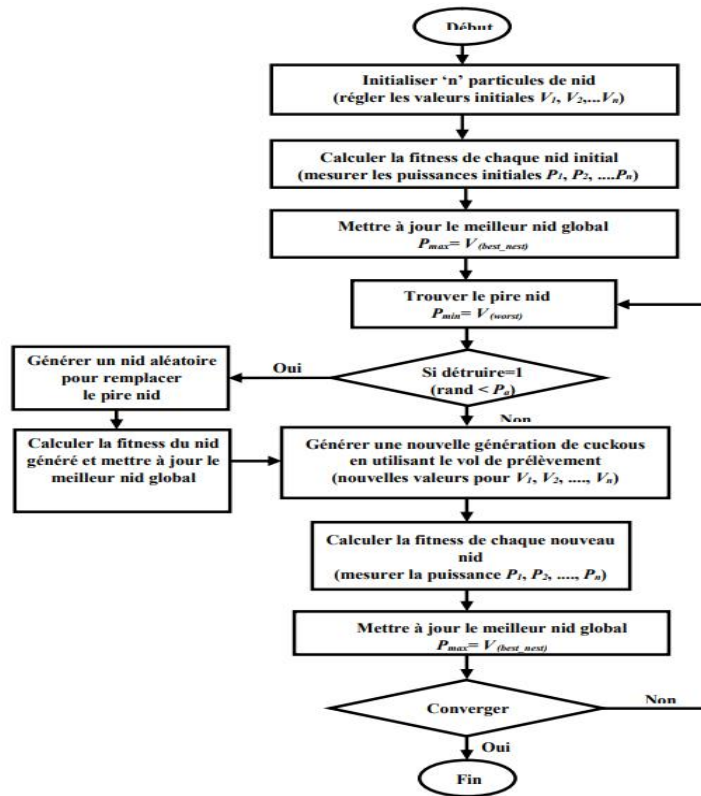 Début
Initialiser ‘n’ particules de nid
(régler les valeurs initiales V1, V2,...Vn)
Calculer la fitness de chaque nid initial
(mesurer les puissances initiales P1, P2, ....Pn)
Mettre à jour le meilleur nid global
Pmax= V(best_nest)
Trouver le pire nid
Pmin= V(worst)
Si détruire=1
(rand < Pa)
Oui
Générer un nid aléatoire
pour remplacer
le pire nid
Calculer la fitness du nid
généré et mettre à jour le
meilleur nid global
Non
Générer une nouvelle génération de cuckous
en utilisant le vol de prélèvement
(nouvelles valeurs pour V1, V2, ...., Vn)
Calculer la fitness de chaque nouveau
nid
(mesurer la puissance P1, P2, ...., Pn)
Mettre à jour le meilleur nid global
Pmax= V(best_nest)
Converger
Non
Oui
Fin